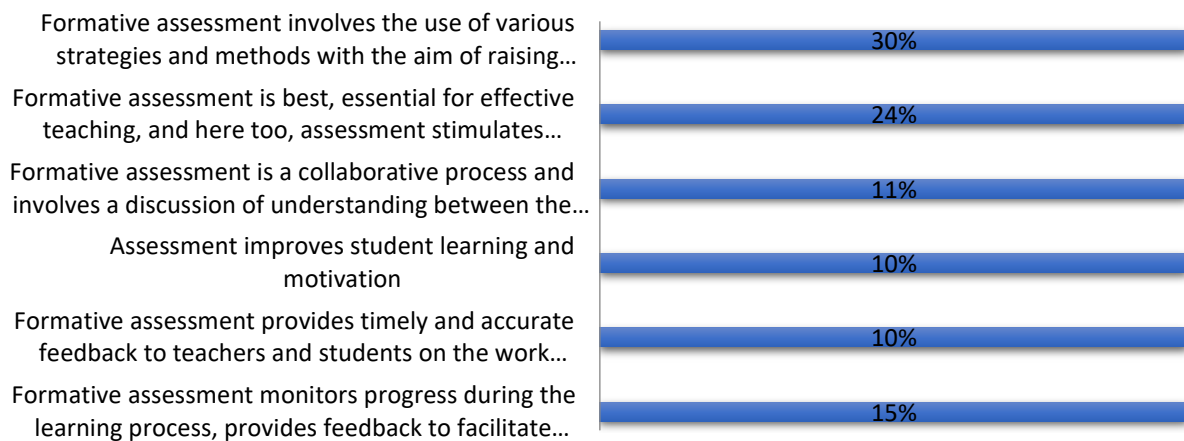 Formative assessment involves the use of various
strategies and methods with the aim of raising…
30%
Formative assessment is best, essential for effective
teaching, and here too, assessment stimulates…
24%
Formative assessment is a collaborative process and
involves a discussion of understanding between the…
11%
Assessment improves student learning and
motivation
10%
Formative assessment provides timely and accurate
feedback to teachers and students on the work…
10%
Formative assessment monitors progress during the
learning process, provides feedback to facilitate…
15%